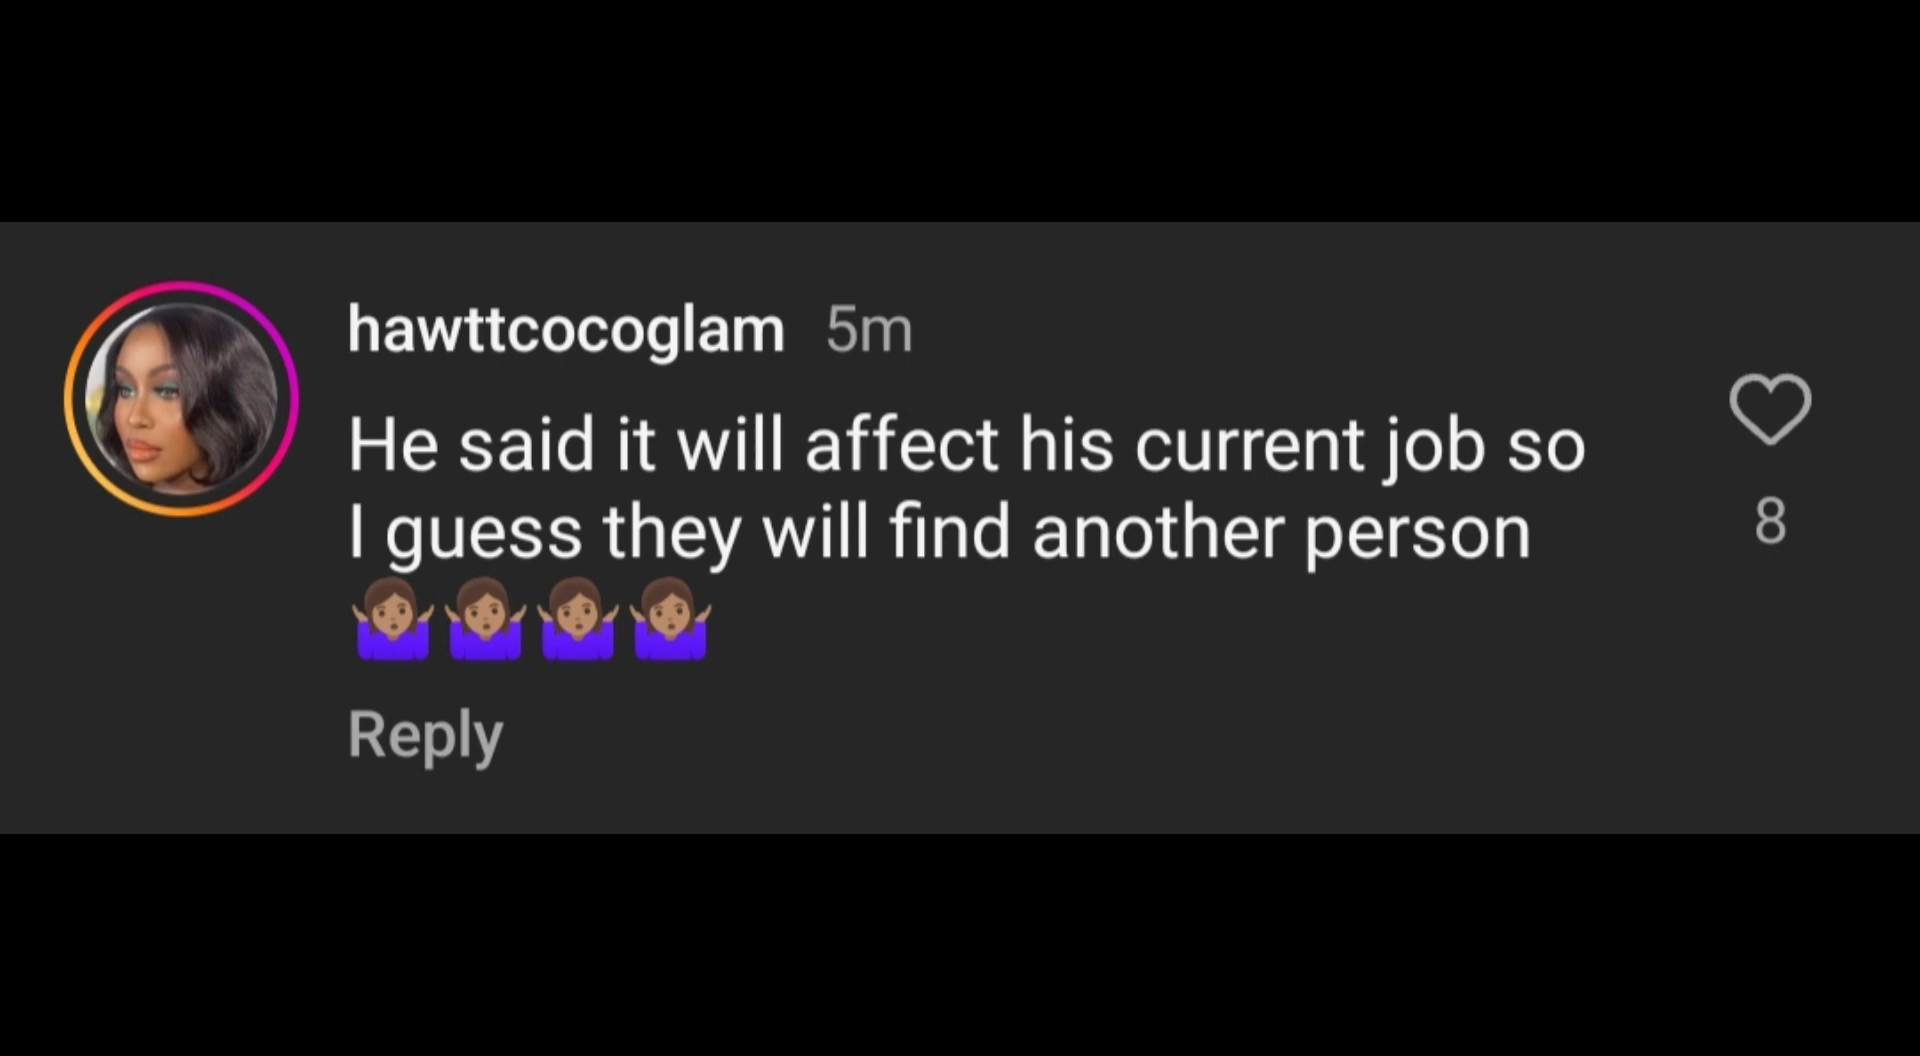 hawttcocoglam 5m
He said it will affect his current job so
I guess they will find another person
🤷🏽‍♀️🤷🏽‍♀️🤷🏽‍♀️🤷🏽‍♀️
8
Reply